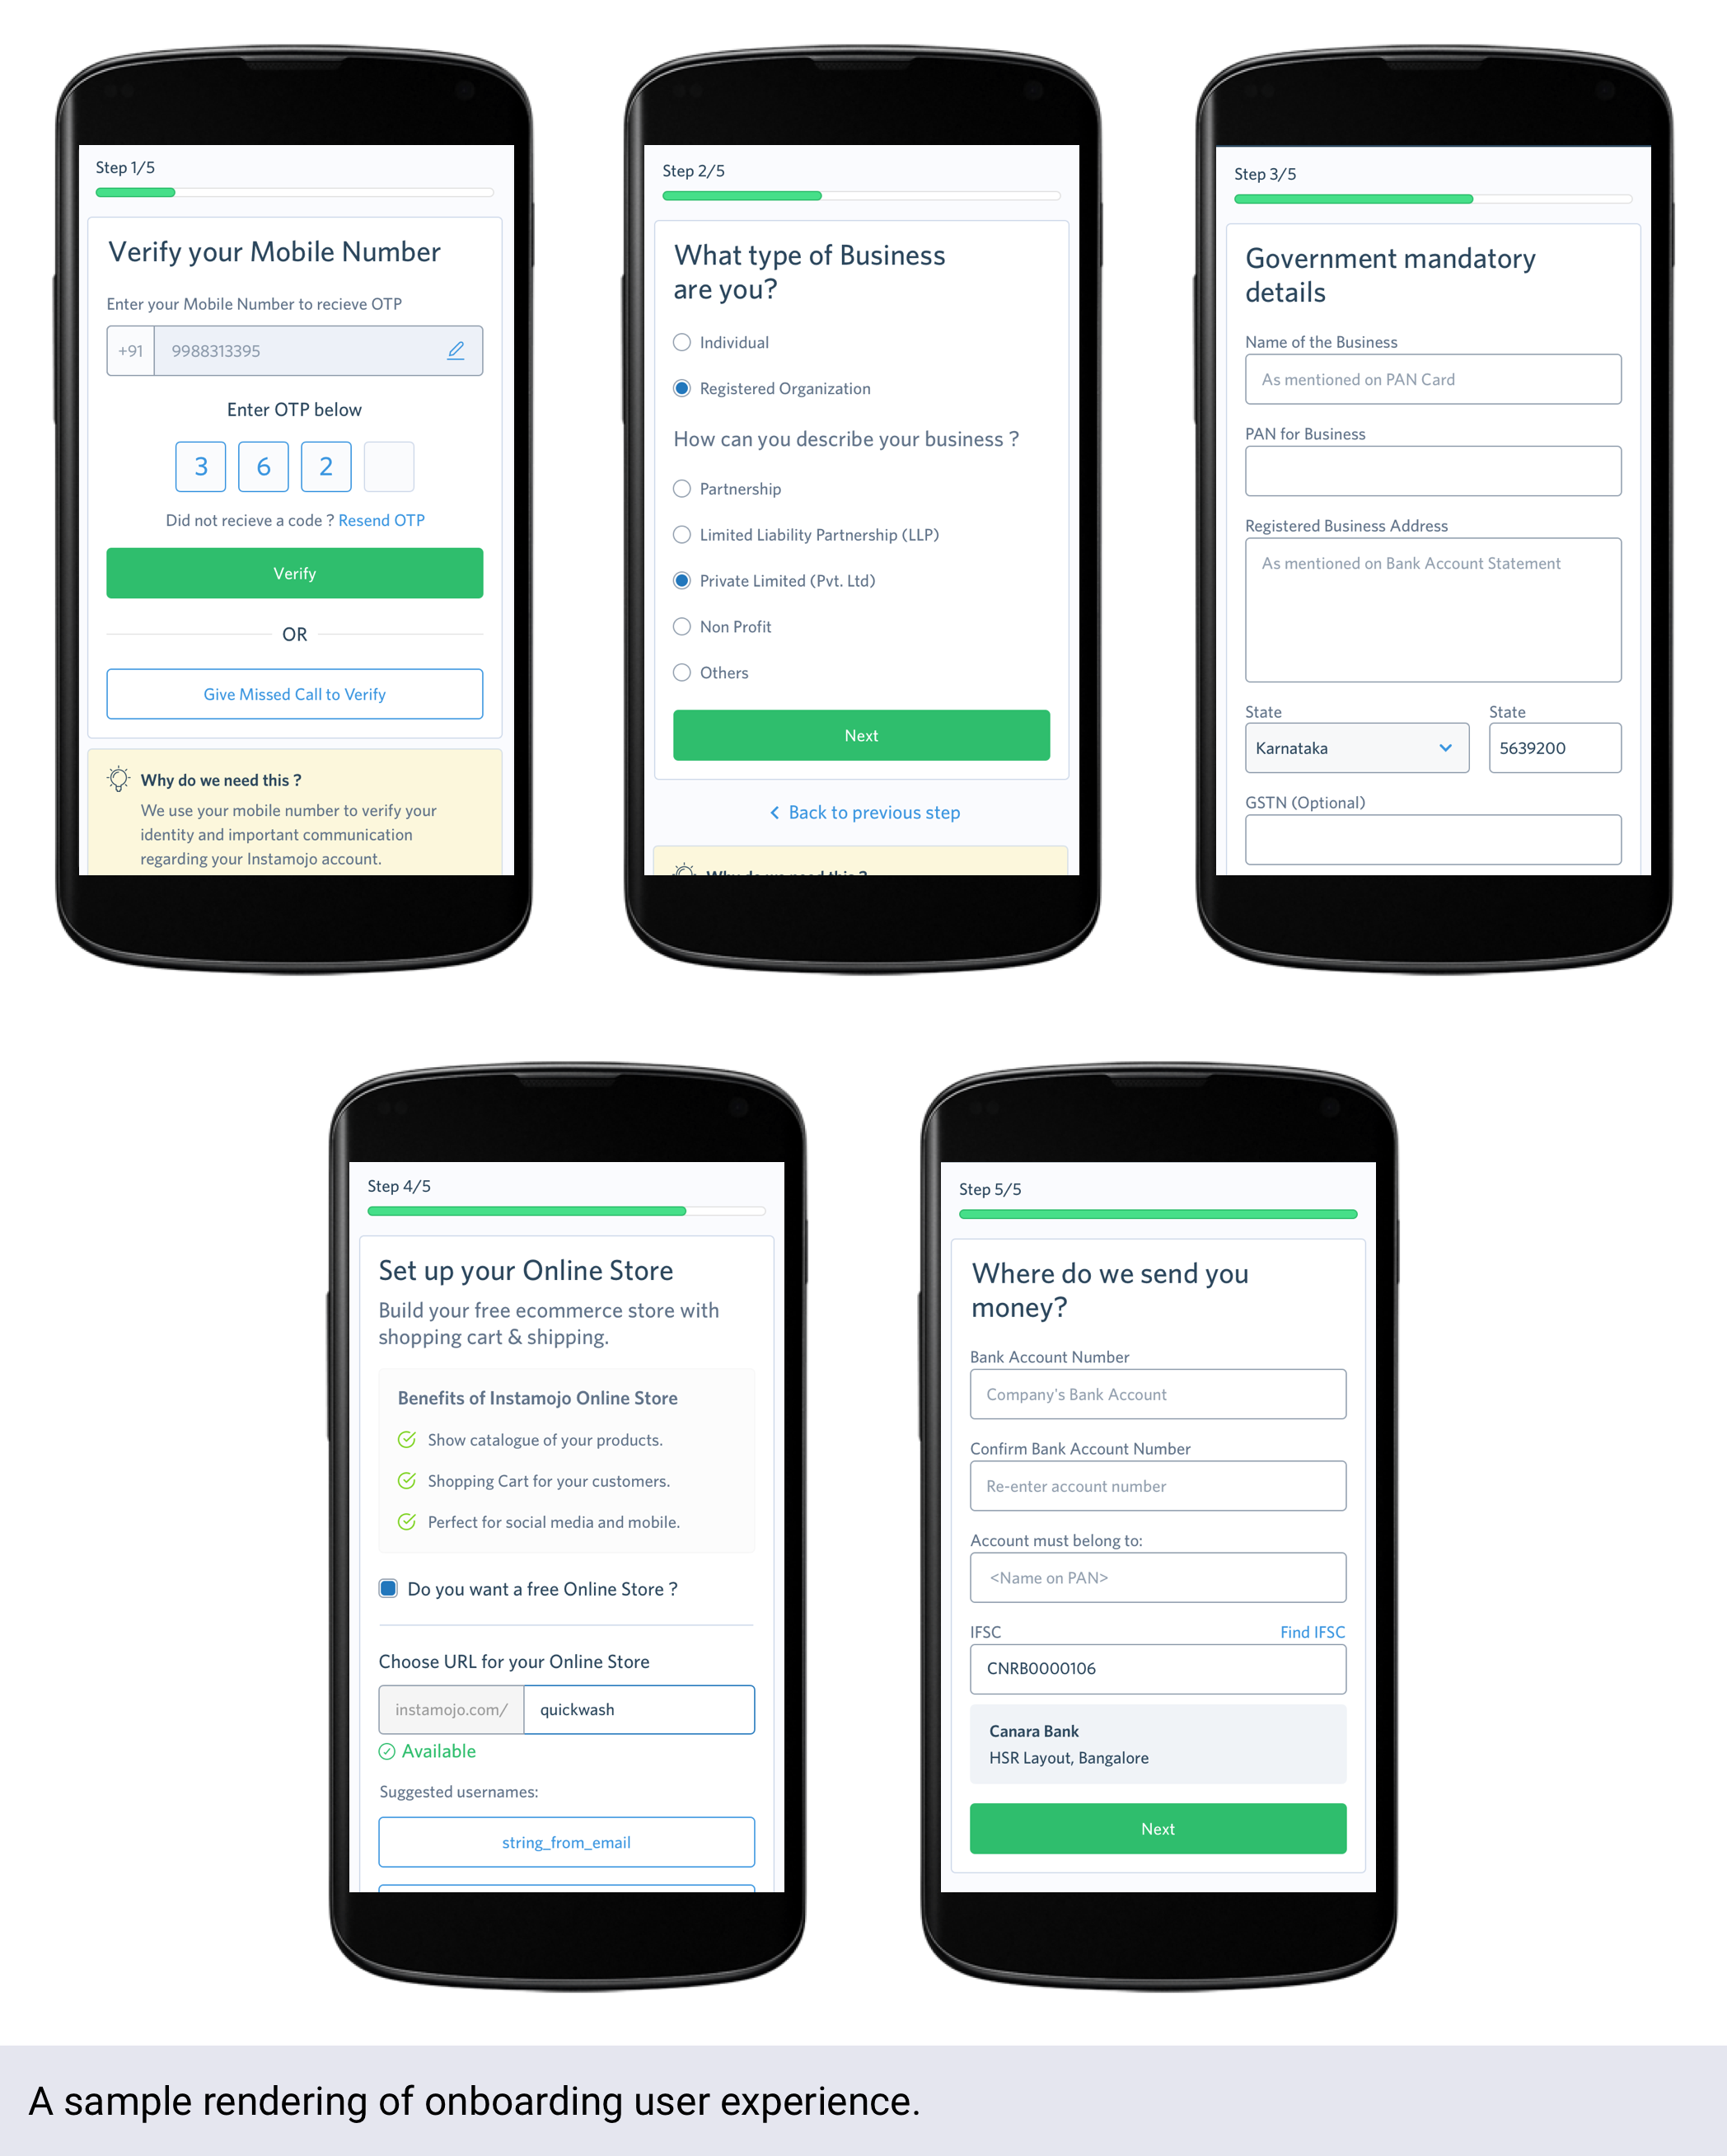 Step 1/5
Verify your Mobile Number
Enter your Mobile Number to recieve OTP
+91 9988313395
Enter OTP below
3 6 2
Did not recieve a code ? Resend OTP
Verify
OR
Give Missed Call to Verify
Why do we need this ?
We use your mobile number to verify your
identity and important communication
regarding your Instamojo account.
Step 2/5
What type of Business
are you?
Individual
Registered Organization
How can you describe your business ?
Partnership
Limited Liability Partnership (LLP)
Private Limited (Pvt. Ltd)
Non Profit
Others
Next
Back to previous step
Why do we need this ?
Step 3/5
Government mandatory
details
Name of the Business
As mentioned on PAN Card
PAN for Business
Registered Business Address
As mentioned on Bank Account Statement
State State
Karnataka 5639200
GSTN (Optional)
Step 4/5
Set up your Online Store
Build your free ecommerce store with
shopping cart & shipping.
Benefits of Instamojo Online Store
Show catalogue of your products.
Shopping Cart for your customers.
Perfect for social media and mobile.
Do you want a free Online Store ?
Choose URL for your Online Store
instamojo.com/ quickwash
Available
Suggested usernames:
string_from_email
Step 5/5
Where do we send you
money?
Bank Account Number
Company's Bank Account
Confirm Bank Account Number
Re-enter account number
Account must belong to:
<Name on PAN>
IFSC Find IFSC
CNRB0000106
Canara Bank
HSR Layout, Bangalore
Next
A sample rendering of onboarding user experience.